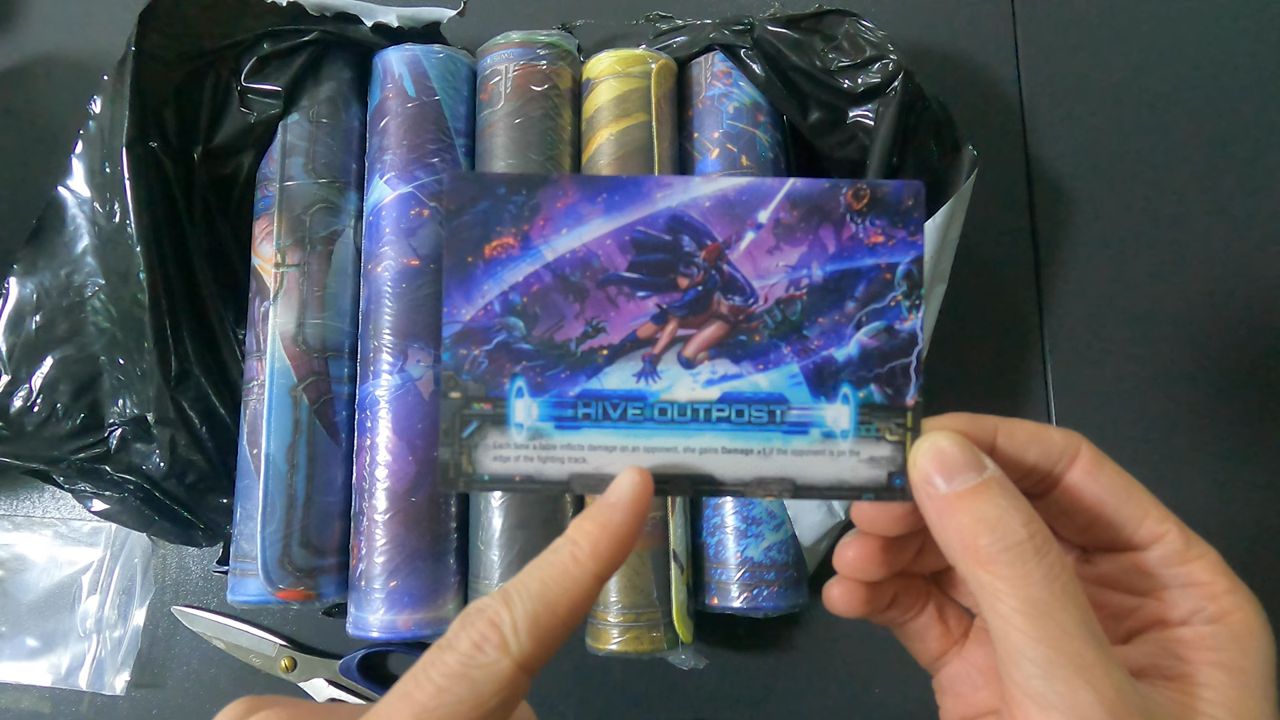 HIVE OUTPOST
Each time a table inflicts damage on an opponent, she gains Damage +1 if the opponent is on the
edge of the fighting track.